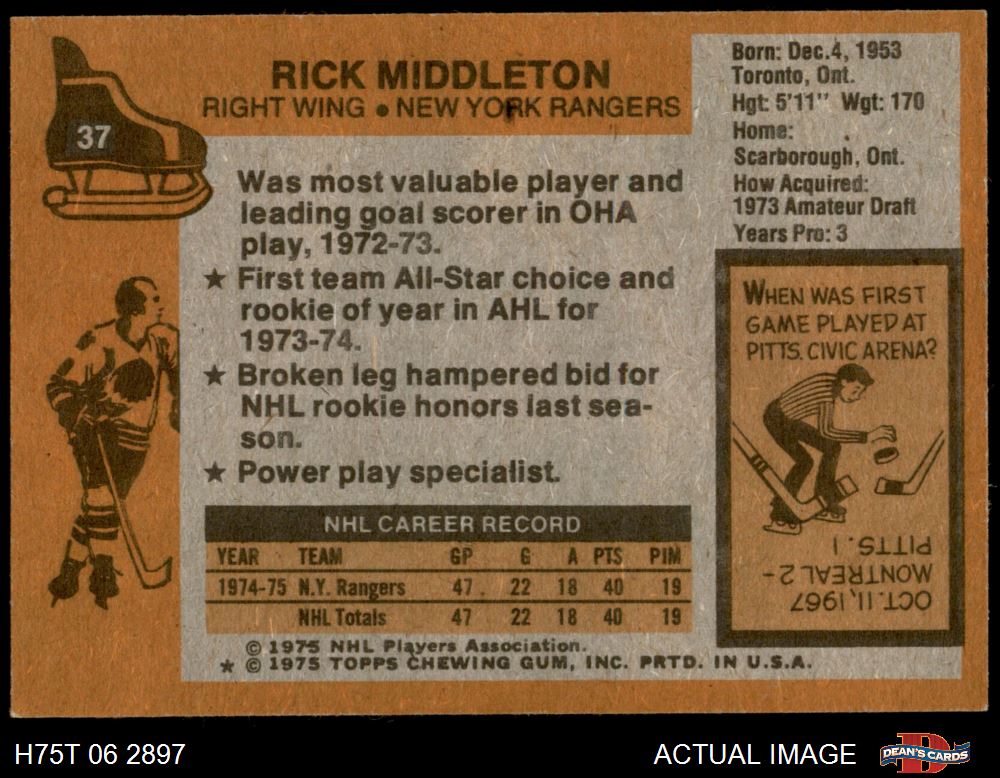 37
RICK MIDDLETON
RIGHT WING • NEW YORK RANGERS
Born: Dec.4, 1953
Toronto, Ont.
Hgt: 5'11" Wgt: 170
Home:
Scarborough, Ont.
How Acquired:
1973 Amateur Draft
Years Pro: 3
Was most valuable player and
leading goal scorer in OHA
play, 1972-73.
★ First team All-Star choice and
rookie of year in AHL for
1973-74.
★ Broken leg hampered bid for
NHL rookie honors last sea-
son.
★ Power play specialist.
WHEN WAS FIRST
GAME PLAYED AT
PITTS. CIVIC ARENA?
OCT. 11, 1967
MONTREAL 2-
PITTS. 1
NHL CAREER RECORD
YEAR TEAM GP G A PTS PIM
1974-75 N.Y. Rangers 47 22 18 40 19
NHL Totals 47 22 18 40 19
© 1975 NHL Players Association.
★ © 1975 TOPPS CHEWING GUM, INC. PRTD. IN U.S.A.
H75T 06 2897
ACTUAL IMAGE
D
DEAN'S CARDS